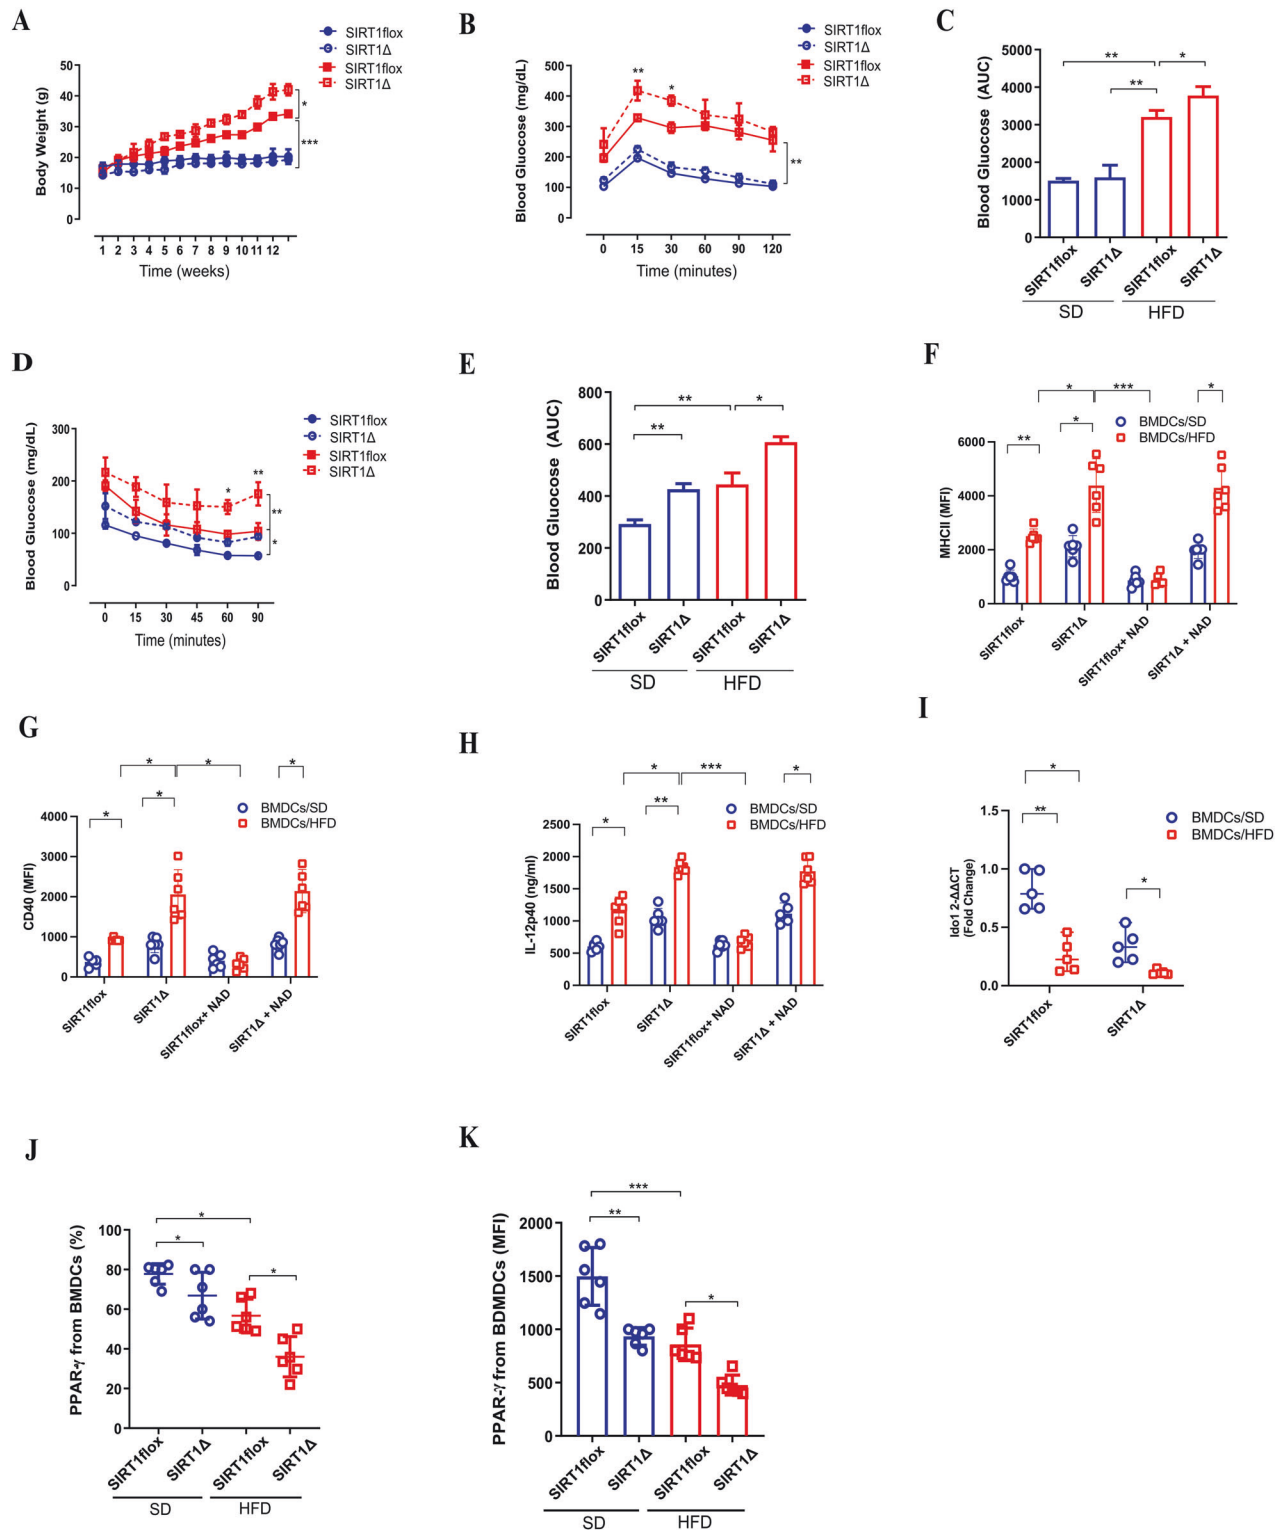 A
SIRT1flox
SIRT1Δ
SIRT1flox
SIRT1Δ
Body Weight (g)
50
40
30
20
10
0
*
***
1 2 3 4 5 6 7 8 9 10 11 12
Time (weeks)
B
SIRT1flox
SIRT1Δ
SIRT1flox
SIRT1Δ
Blood Gluocose (mg/dL)
500
400
300
200
100
0
**
*
**
0 15 30 60 90 120
Time (minutes)
C
Blood Glucose (AUC)
5000
4000
3000
2000
1000
0
** *
**
SIRT1flox SIRT1Δ SIRT1flox SIRT1Δ
SD HFD
D
SIRT1flox
SIRT1Δ
SIRT1flox
SIRT1Δ
Blood Gluocose (mg/dL)
300
200
100
0
*
**
**
*
0 15 30 45 60 90
Time (minutes)
E
Blood Glucose (AUC)
800
600
400
200
0
** *
**
SIRT1flox SIRT1Δ SIRT1flox SIRT1Δ
SD HFD
F
* *** *
** *
BMDCs/SD
BMDCs/HFD
MHCII (MFI)
6000
4000
2000
0
SIRT1flox SIRT1Δ SIRT1flox+ NAD SIRT1Δ + NAD
G
* * *
* *
BMDCs/SD
BMDCs/HFD
CD40 (MFI)
4000
3000
2000
1000
0
SIRT1flox SIRT1Δ SIRT1flox+ NAD SIRT1Δ + NAD
H
* *** *
* **
BMDCs/SD
BMDCs/HFD
IL-12p40 (ng/ml)
2500
2000
1500
1000
500
0
SIRT1flox SIRT1Δ SIRT1flox+ NAD SIRT1Δ + NAD
I
*
**
*
BMDCs/SD
BMDCs/HFD
Ido1 2-ΔΔCT
(Fold Change)
1.5
1.0
0.5
0.0
SIRT1flox SIRT1Δ
J
PPAR-γ from BMDCs (%)
100
80
60
40
20
0
*
*
*
SIRT1flox SIRT1Δ SIRT1flox SIRT1Δ
SD HFD
K
PPAR-γ from BDMDCs (MFI)
2000
1500
1000
500
0
***
**
*
SIRT1flox SIRT1Δ SIRT1flox SIRT1Δ
SD HFD